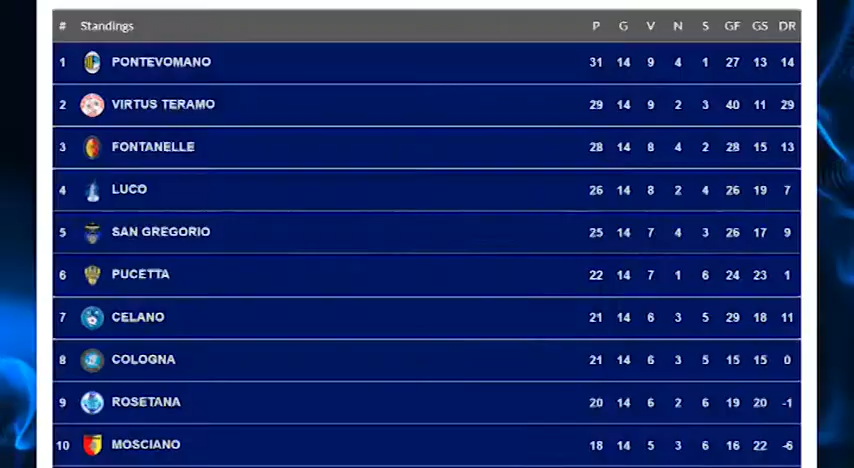 # Standings P G V N S GF GS DR
1 PONTEVOMANO 31 14 9 4 1 27 13 14
2 VIRTUS TERAMO 29 14 9 2 3 40 11 29
3 FONTANELLE 28 14 8 4 2 28 15 13
4 LUCO 26 14 8 2 4 26 19 7
5 SAN GREGORIO 25 14 7 4 3 26 17 9
6 PUCETTA 22 14 7 1 6 24 23 1
7 CELANO 21 14 6 3 5 29 18 11
8 COLOGNA 21 14 6 3 5 15 15 0
9 ROSETANA 20 14 6 2 6 19 20 -1
10 MOSCIANO 18 14 5 3 6 16 22 -6